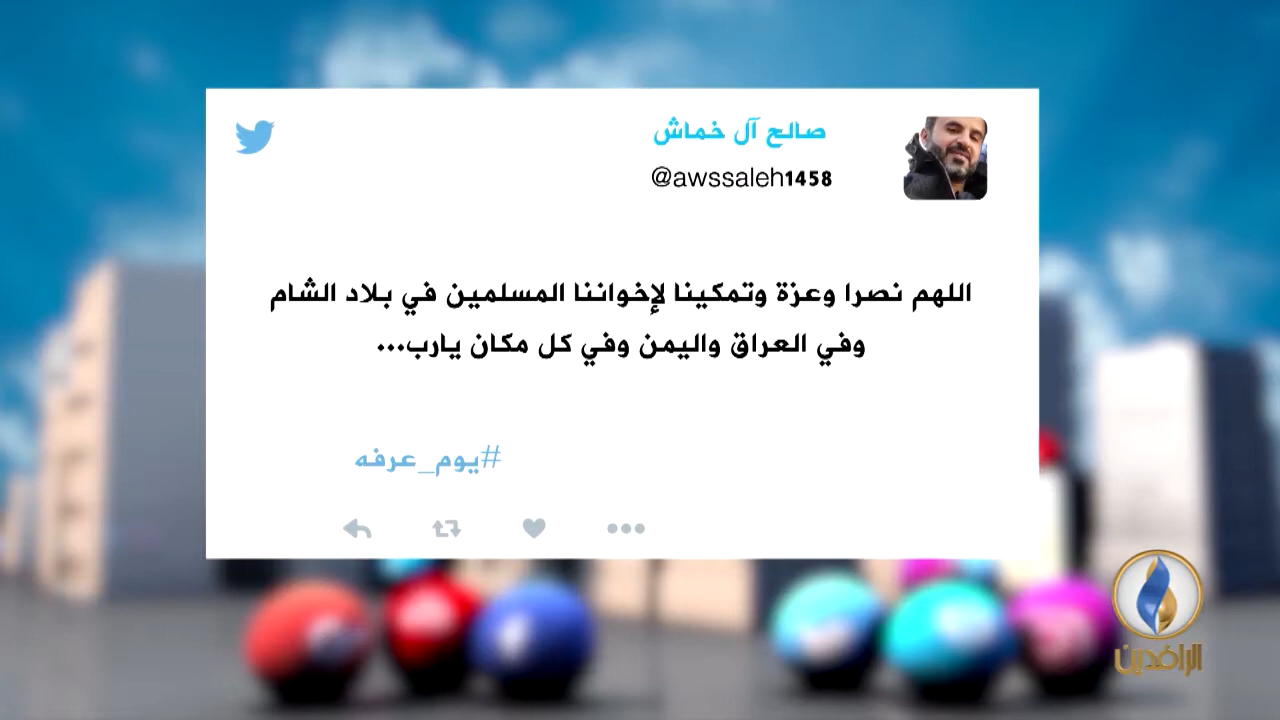 صالح آل خماش
@awssaleh1458
اللهم نصرا وعزة وتمكينا لإخواننا المسلمين في بلاد الشام
وفي العراق واليمن وفي كل مكان يارب...
#يوم_عرفه
الرافدين